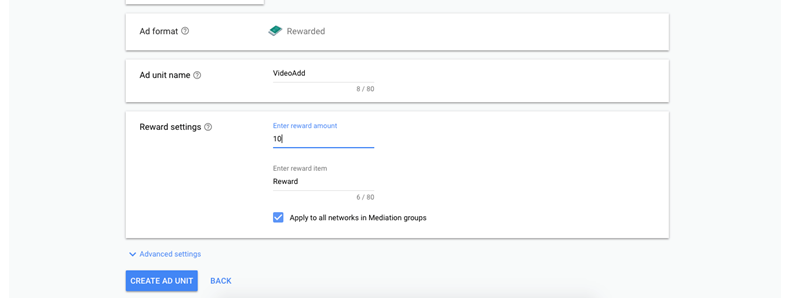 Ad format
Rewarded
Ad unit name
VideoAdd
8 / 80
Reward settings
Enter reward amount
10
Enter reward item
Reward
6 / 80
Apply to all networks in Mediation groups
Advanced settings
CREATE AD UNIT
BACK